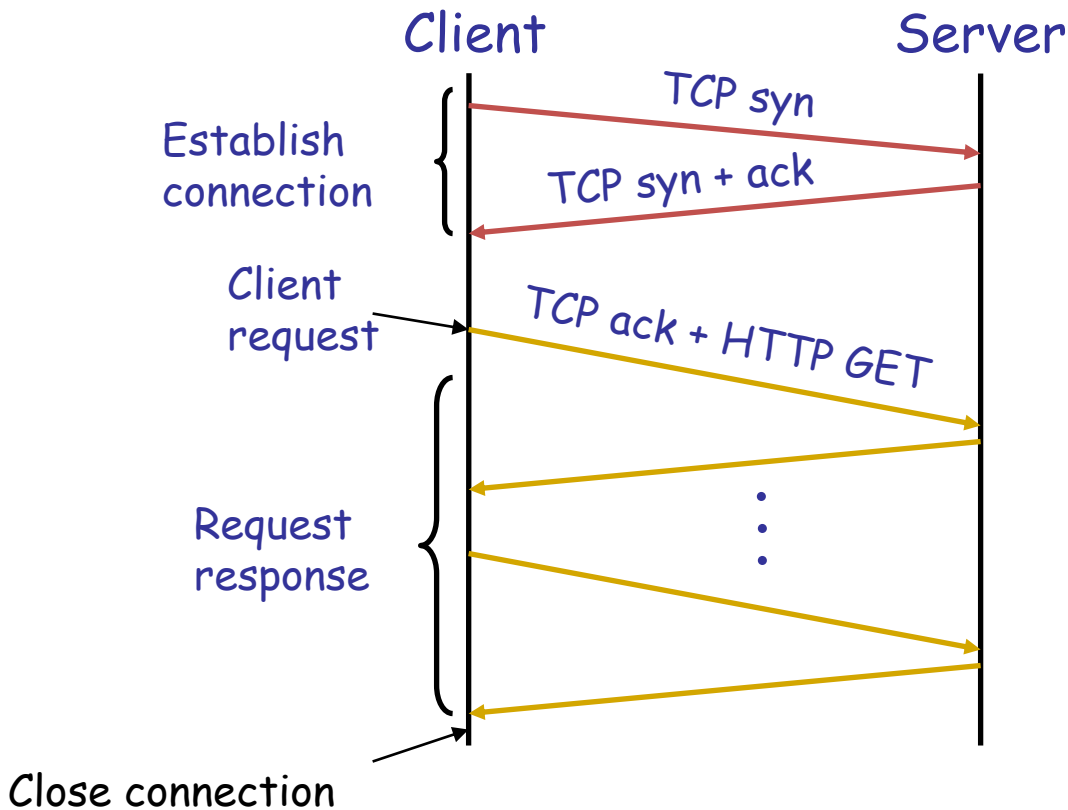 Client
Server
TCP syn
Establish
connection
TCP syn + ack
Client
request
TCP ack + HTTP GET
Request
response
Close connection